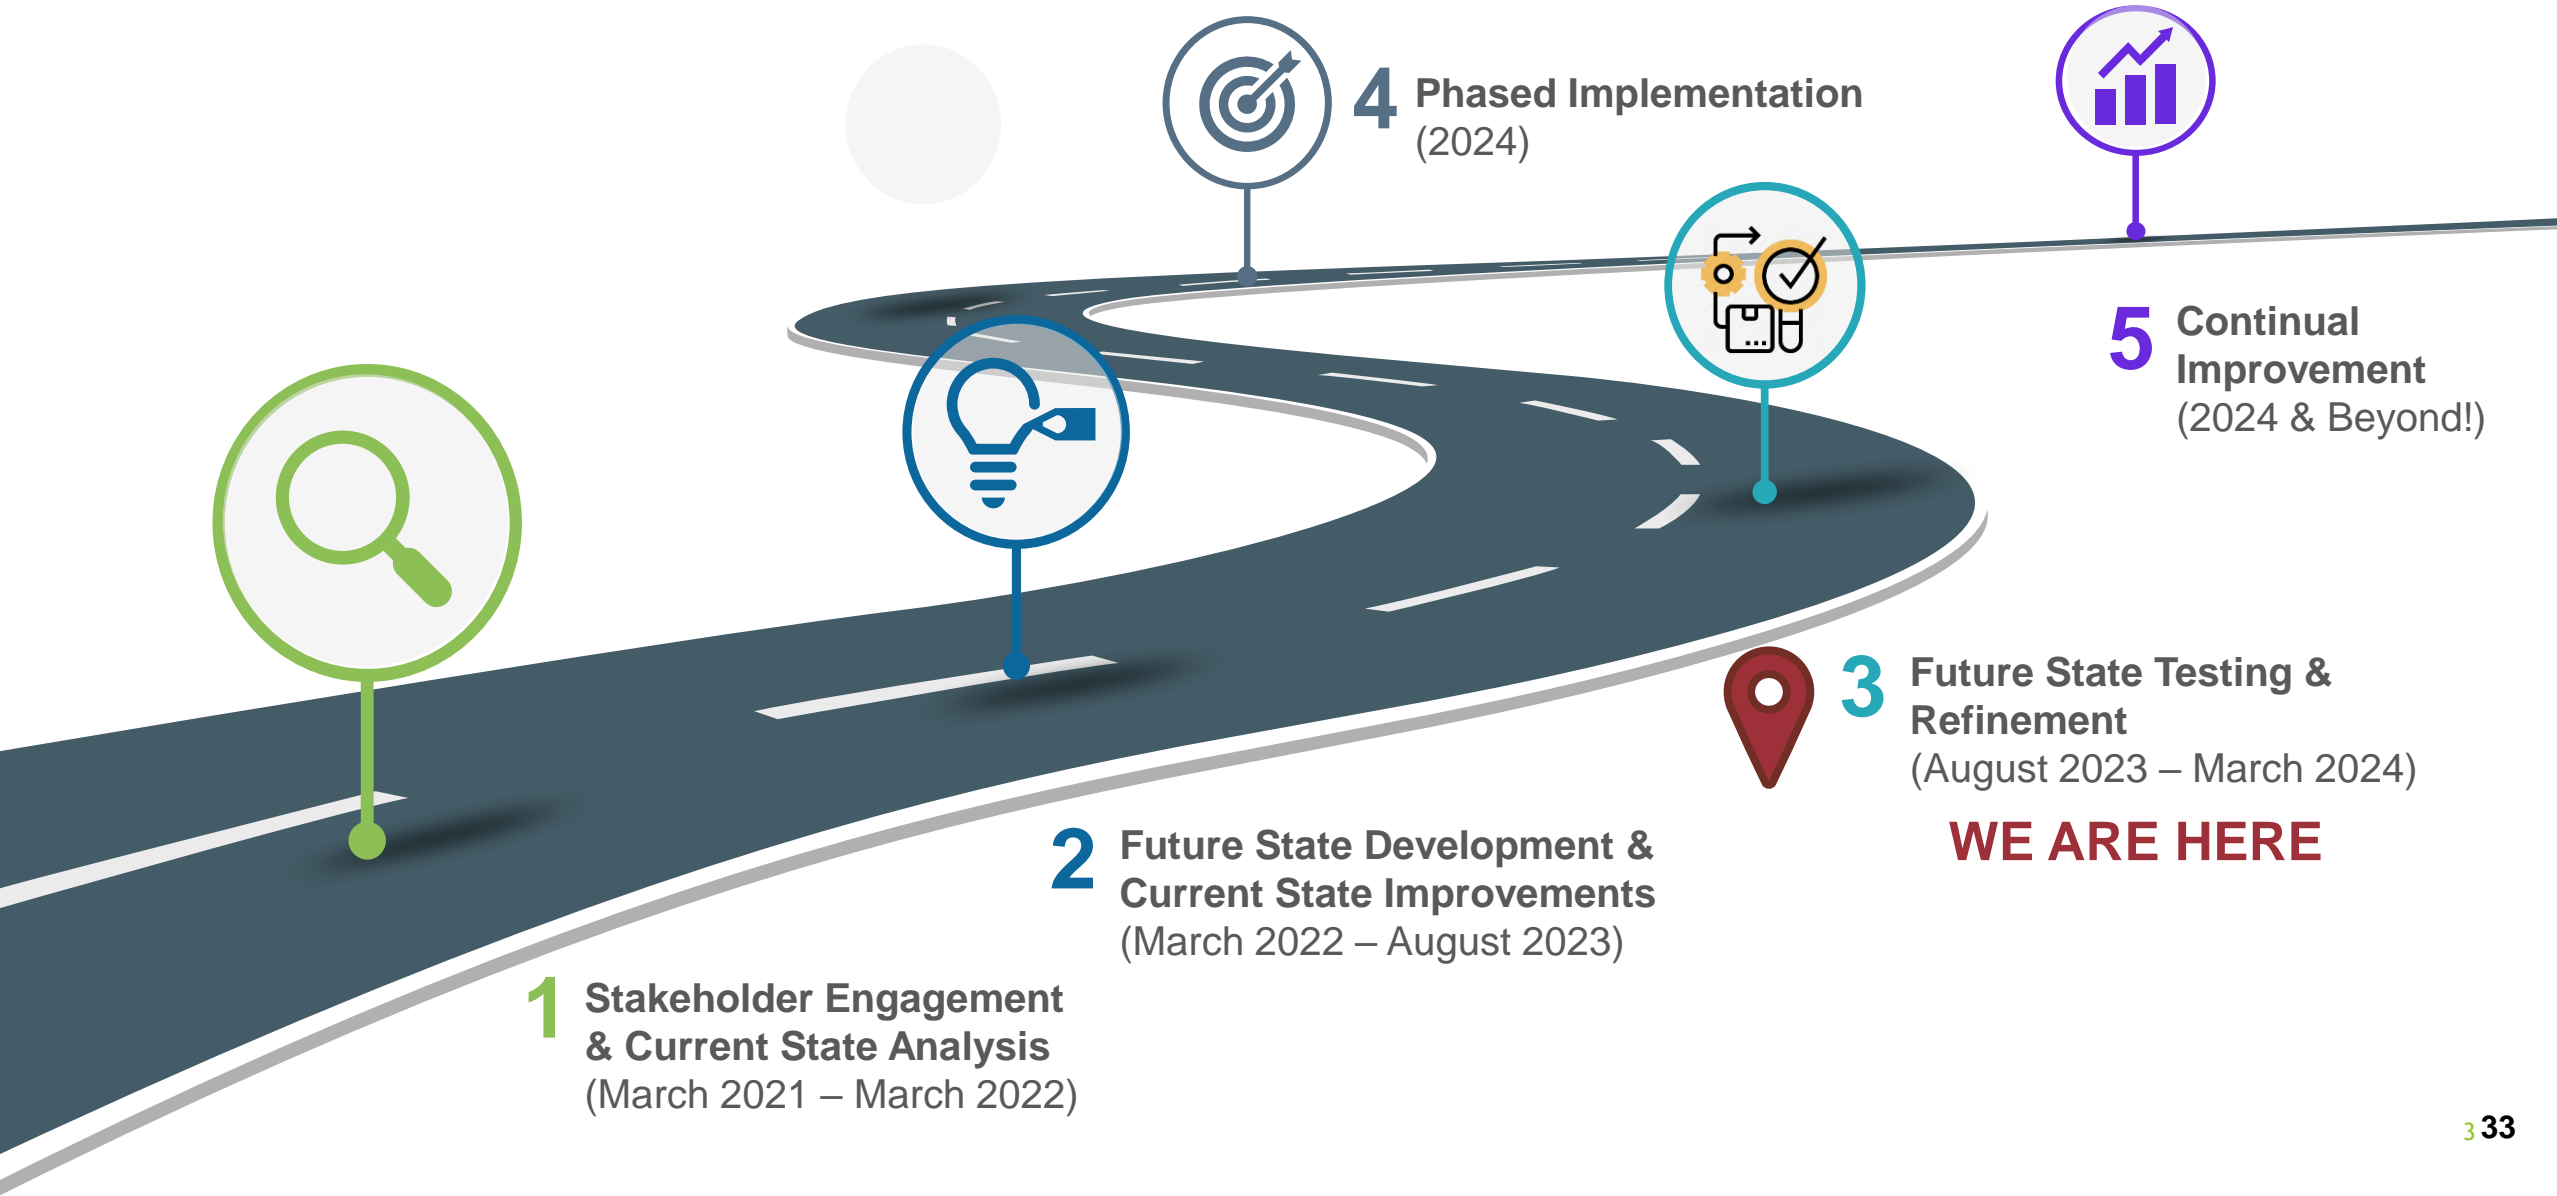 4 Phased Implementation
(2024)
5 Continual
Improvement
(2024 & Beyond!)
3 Future State Testing &
Refinement
(August 2023 – March 2024)
WE ARE HERE
2 Future State Development &
Current State Improvements
(March 2022 – August 2023)
1 Stakeholder Engagement
& Current State Analysis
(March 2021 – March 2022)
3 33